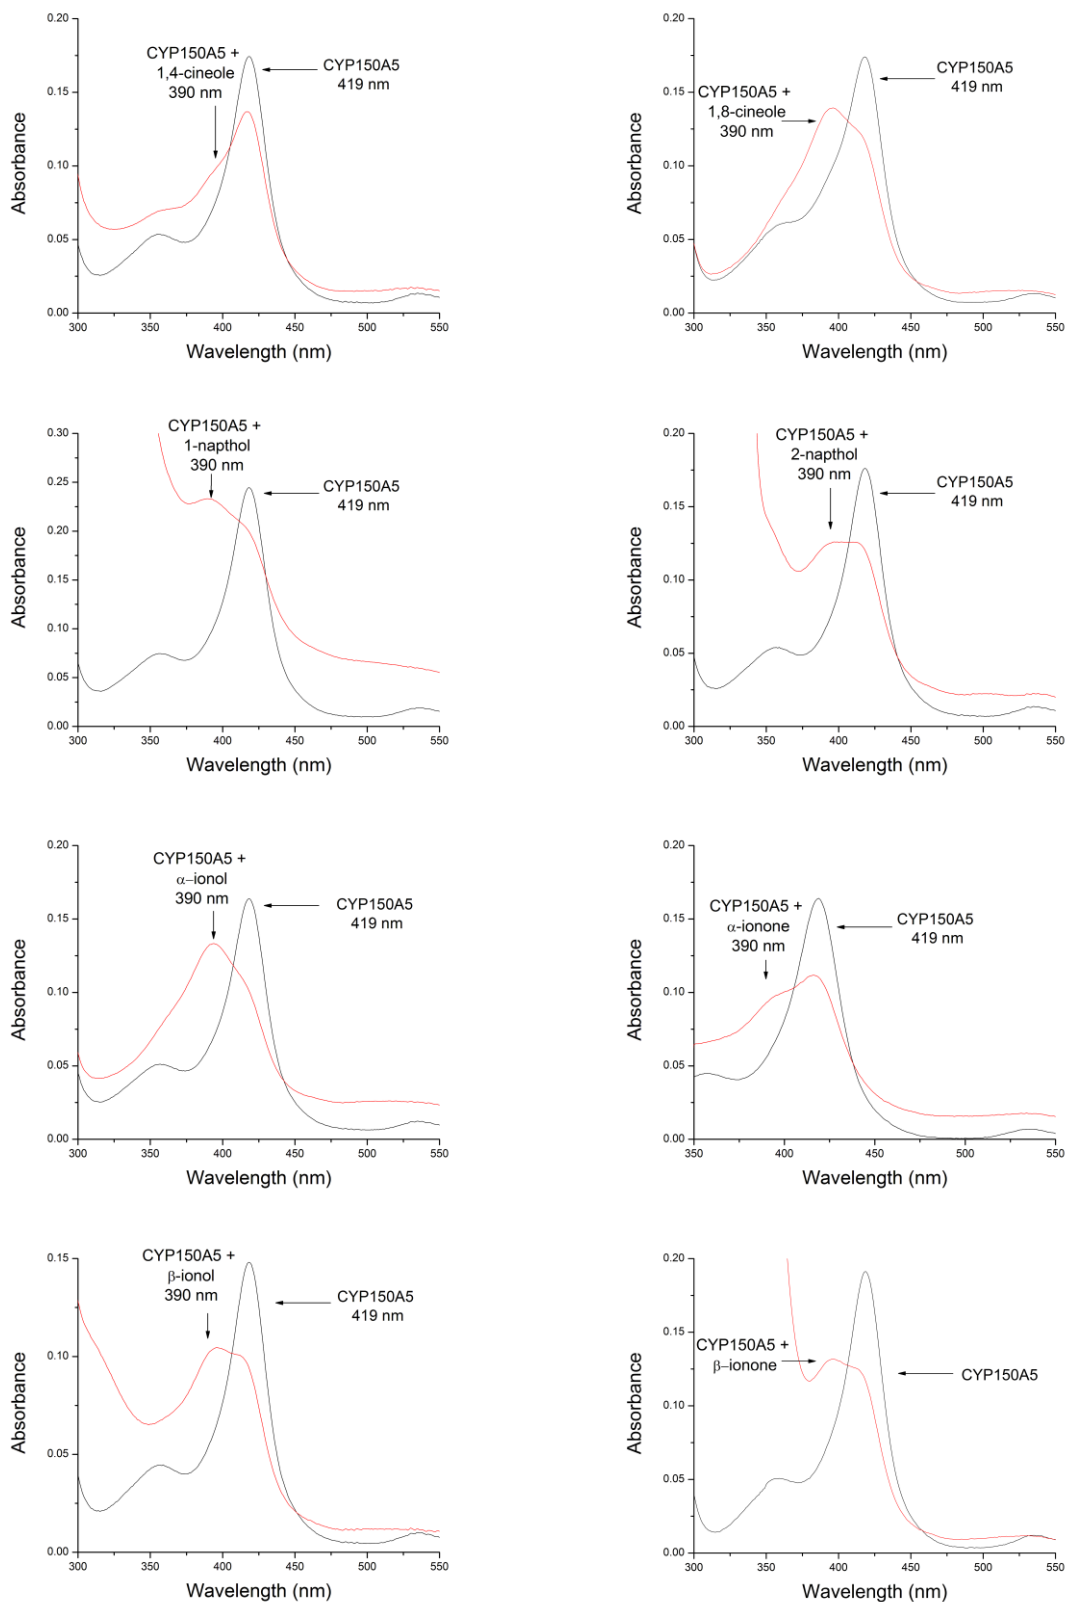 0.20
0.15
0.10
0.05
0.00
Absorbance
CYP150A5 +
1,4-cineole
390 nm
CYP150A5
419 nm
300 350 400 450 500 550
Wavelength (nm)
0.20
0.15
0.10
0.05
0.00
Absorbance
CYP150A5 +
1,8-cineole
390 nm
CYP150A5
419 nm
300 350 400 450 500 550
Wavelength (nm)
0.30
0.25
0.20
0.15
0.10
0.05
0.00
Absorbance
CYP150A5 +
1-napthol
390 nm
CYP150A5
419 nm
300 350 400 450 500 550
Wavelength (nm)
0.20
0.15
0.10
0.05
0.00
Absorbance
CYP150A5 +
2-napthol
390 nm
CYP150A5
419 nm
300 350 400 450 500 550
Wavelength (nm)
0.20
0.15
0.10
0.05
0.00
Absorbance
CYP150A5 +
α–ionol
390 nm
CYP150A5
419 nm
300 350 400 450 500 550
Wavelength (nm)
0.20
0.15
0.10
0.05
0.00
Absorbance
CYP150A5 +
α-ionone
390 nm
CYP150A5
419 nm
350 400 450 500 550
Wavelength (nm)
0.15
0.10
0.05
0.00
Absorbance
CYP150A5 +
β-ionol
390 nm
CYP150A5
419 nm
300 350 400 450 500 550
Wavelength (nm)
0.20
0.15
0.10
0.05
0.00
Absorbance
CYP150A5 +
β–ionone
CYP150A5
300 350 400 450 500 550
Wavelength (nm)